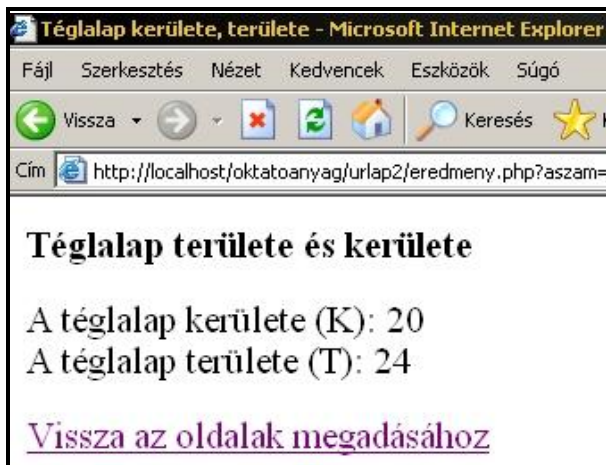 Téglalap kerülete, területe - Microsoft Internet Explorer
Fájl Szerkesztés Nézet Kedvencek Eszközök Súgó
Vissza Keresés
Cím http://localhost/oktatoanyag/urlap2/eredmeny.php?aszam=
Téglalap területe és kerülete
A téglalap kerülete (K): 20
A téglalap területe (T): 24
Vissza az oldalak megadásához